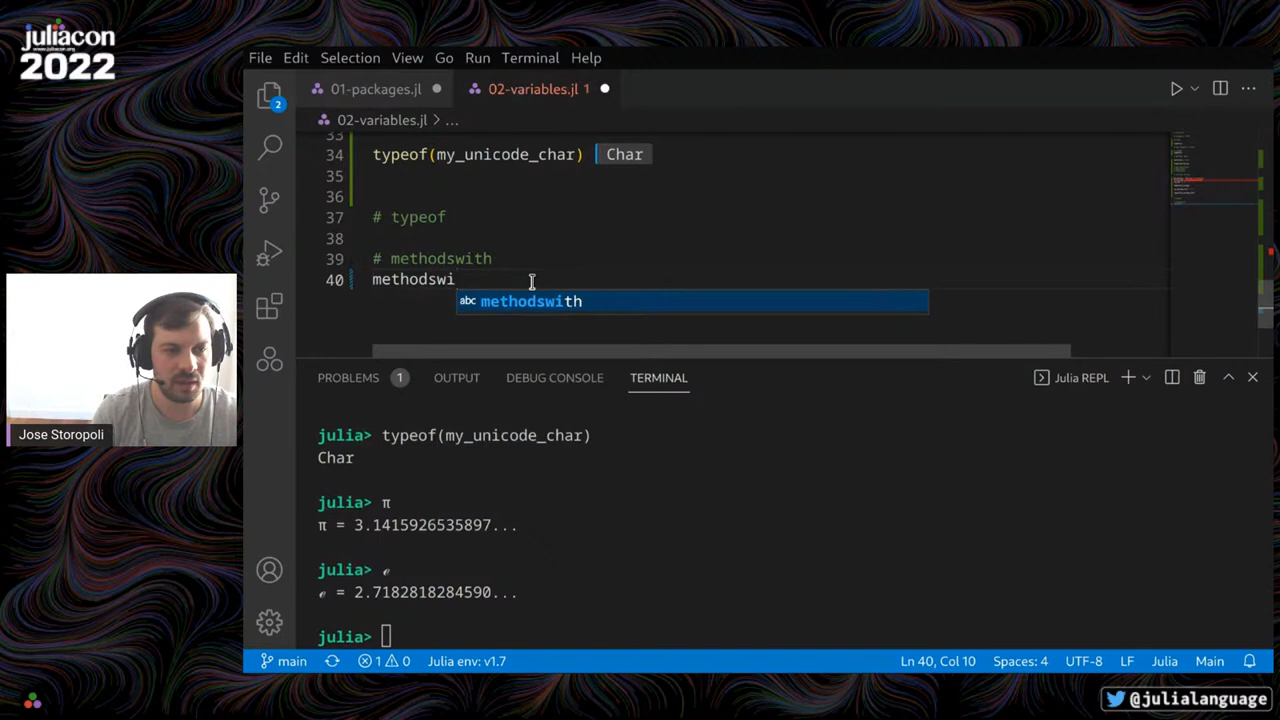 juliacon
www.juliacon.org
2022
File Edit Selection View Go Run Terminal Help
01-packages.jl
02-variables.jl 1
02-variables.jl > ...
2
33
34 typeof(my_unicode_char) Char
35
36
37 # typeof
38
39 # methodswith
40 methodswi
abc methodswith
Jose Storopoli
PROBLEMS 1 OUTPUT DEBUG CONSOLE TERMINAL Julia REPL
julia> typeof(my_unicode_char)
Char
julia> π
π = 3.1415926535897...
julia> ℯ
ℯ = 2.7182818284590...
julia>
main 1 0 Julia env: v1.7 Ln 40, Col 10 Spaces: 4 UTF-8 LF Julia Main
@julialanguage